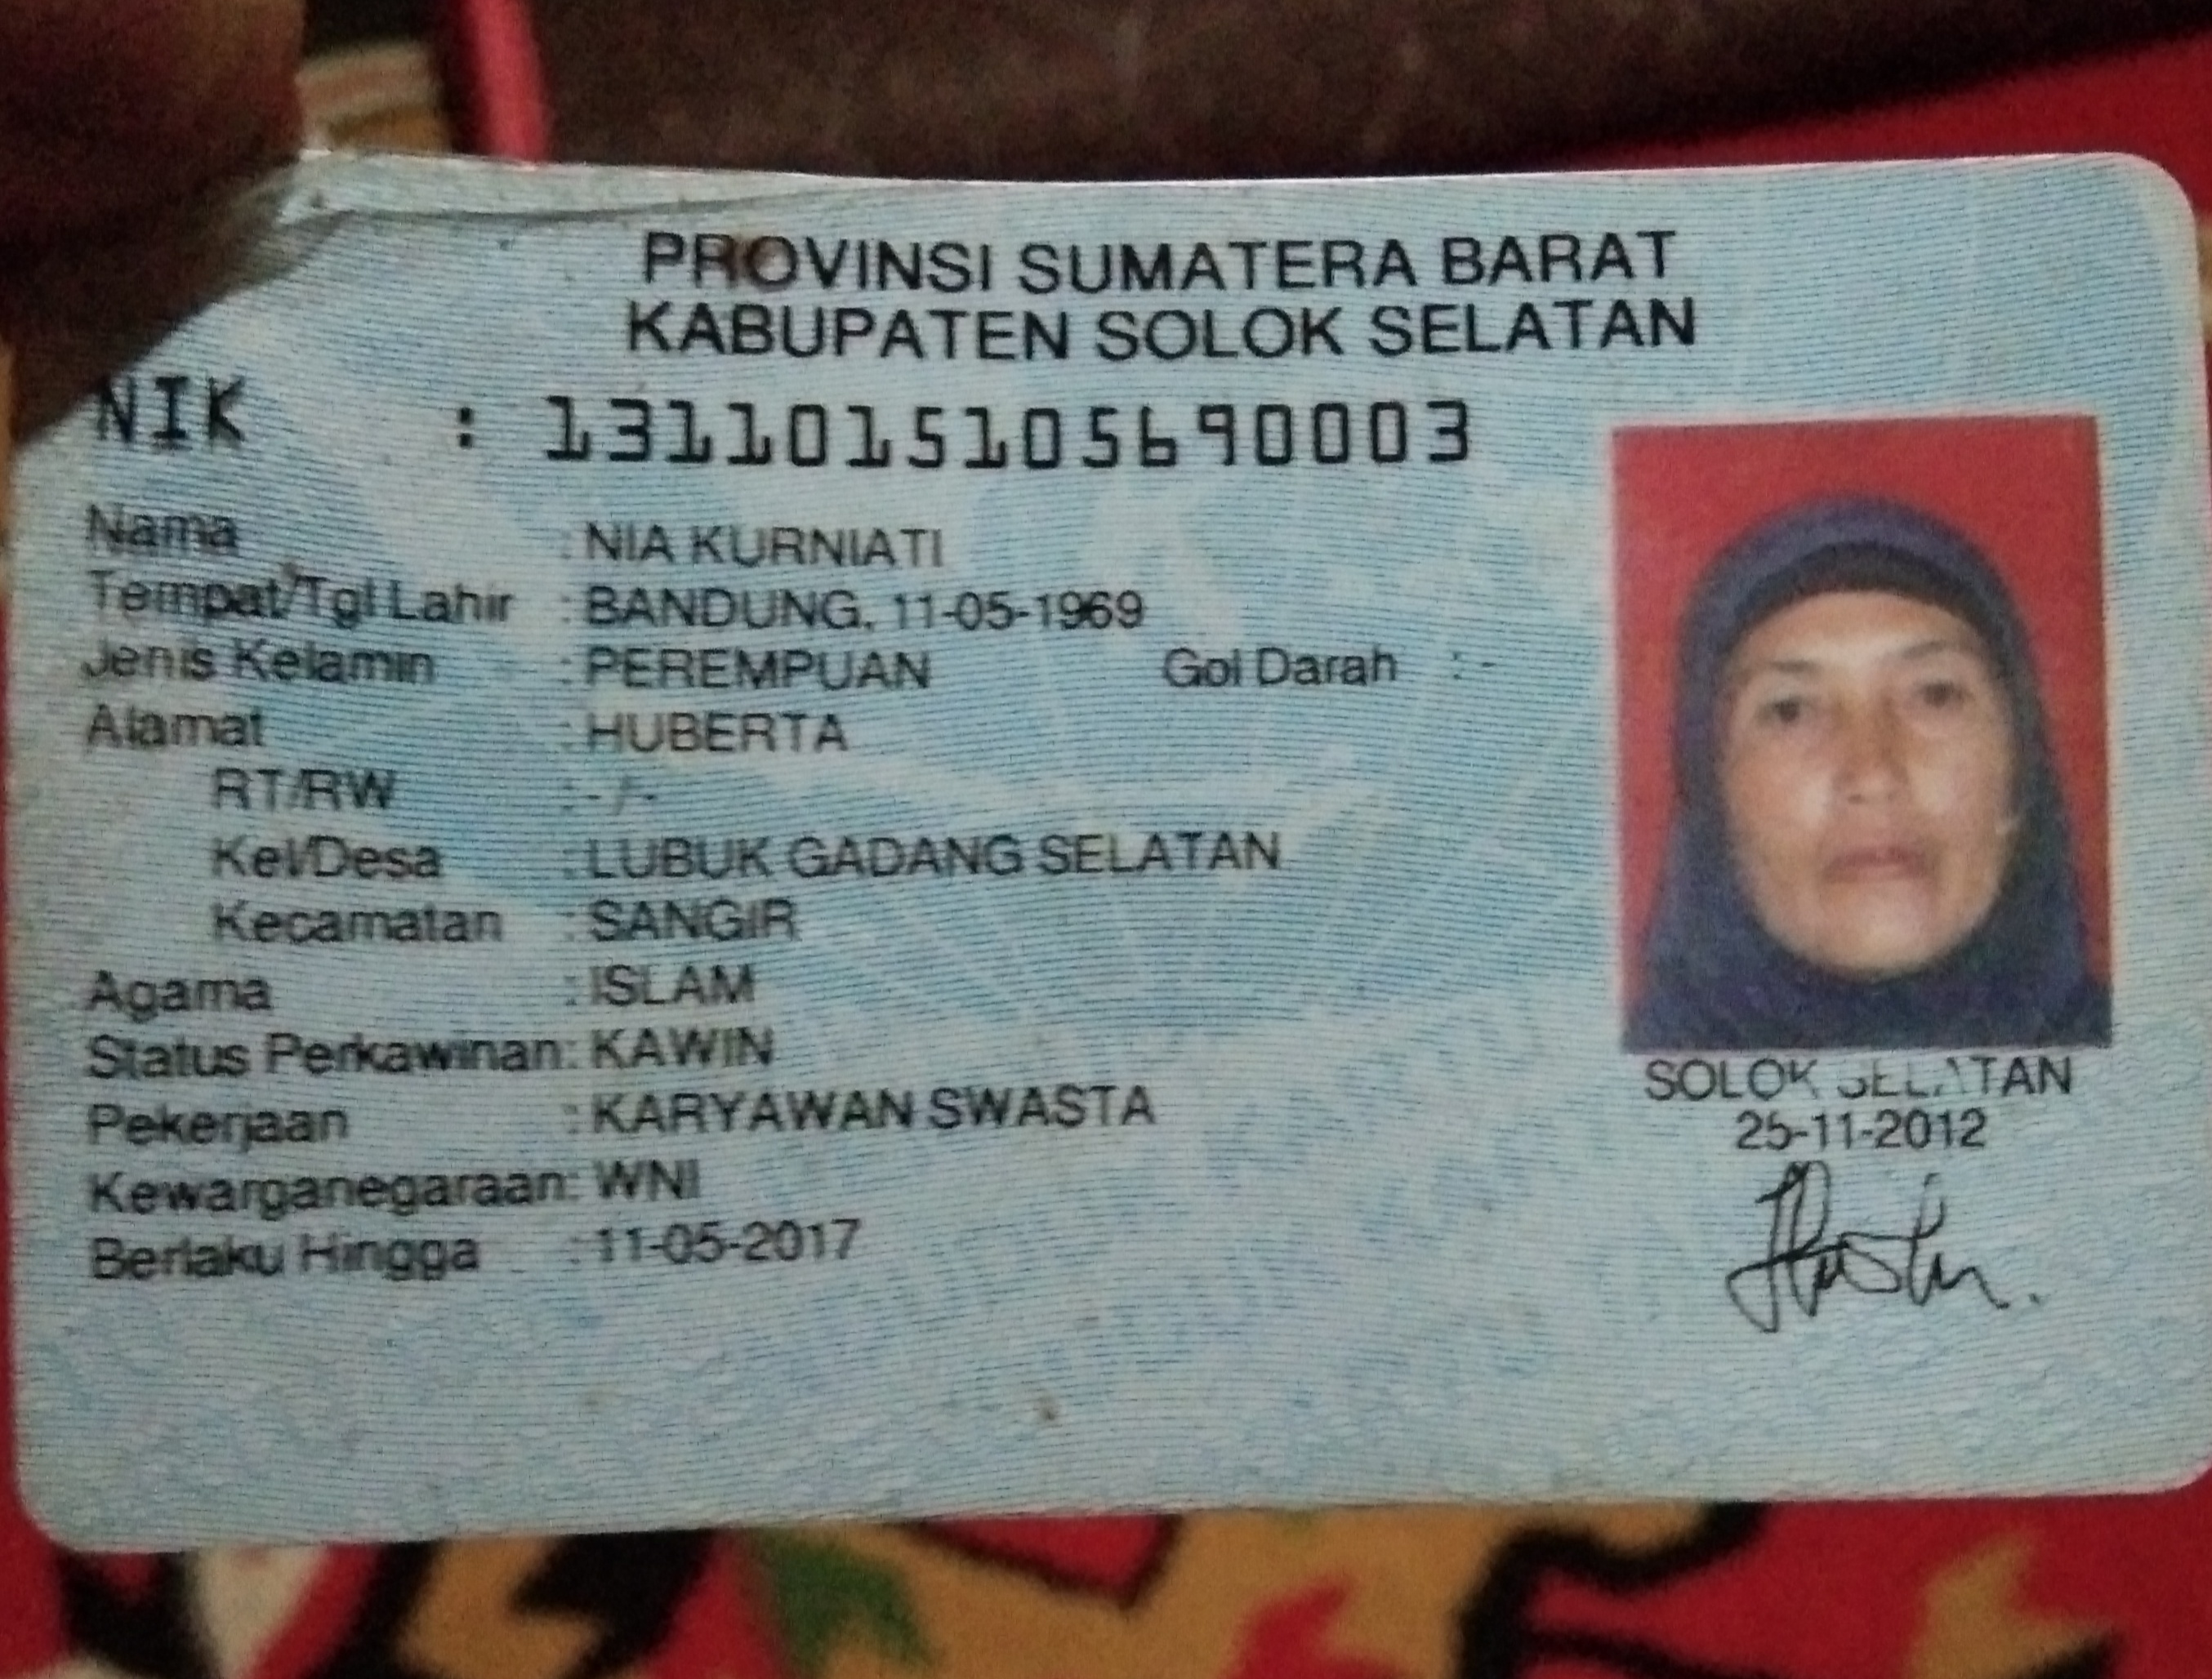 PROVINSI SUMATERA BARAT
KABUPATEN SOLOK SELATAN
NIK : 1311015105690003
Nama : NIA KURNIATI
Tempat/Tgl Lahir : BANDUNG, 11-05-1969
Jenis Kelamin : PEREMPUAN Gol Darah : -
Alamat : HUBERTA
RT/RW : - / -
Kel/Desa : LUBUK GADANG SELATAN
Kecamatan : SANGIR
Agama : ISLAM
Status Perkawinan : KAWIN
Pekerjaan : KARYAWAN SWASTA
Kewarganegaraan : WNI
Berlaku Hingga : 11-05-2017
SOLOK SELATAN
25-11-2012